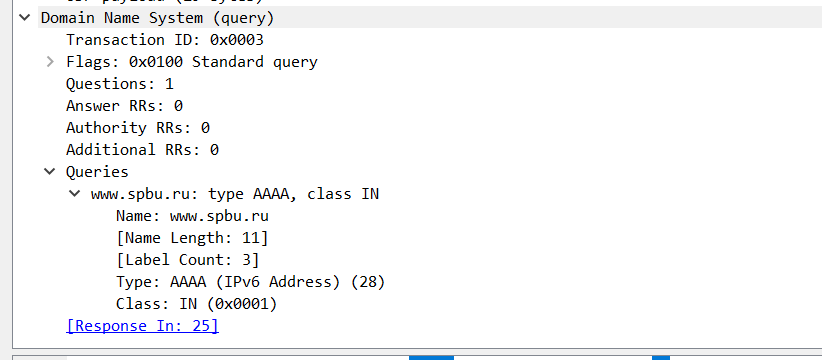 Domain Name System (query)
Transaction ID: 0x0003
Flags: 0x0100 Standard query
Questions: 1
Answer RRs: 0
Authority RRs: 0
Additional RRs: 0
Queries
www.spbu.ru: type AAAA, class IN
Name: www.spbu.ru
[Name Length: 11]
[Label Count: 3]
Type: AAAA (IPv6 Address) (28)
Class: IN (0x0001)
[Response In: 25]